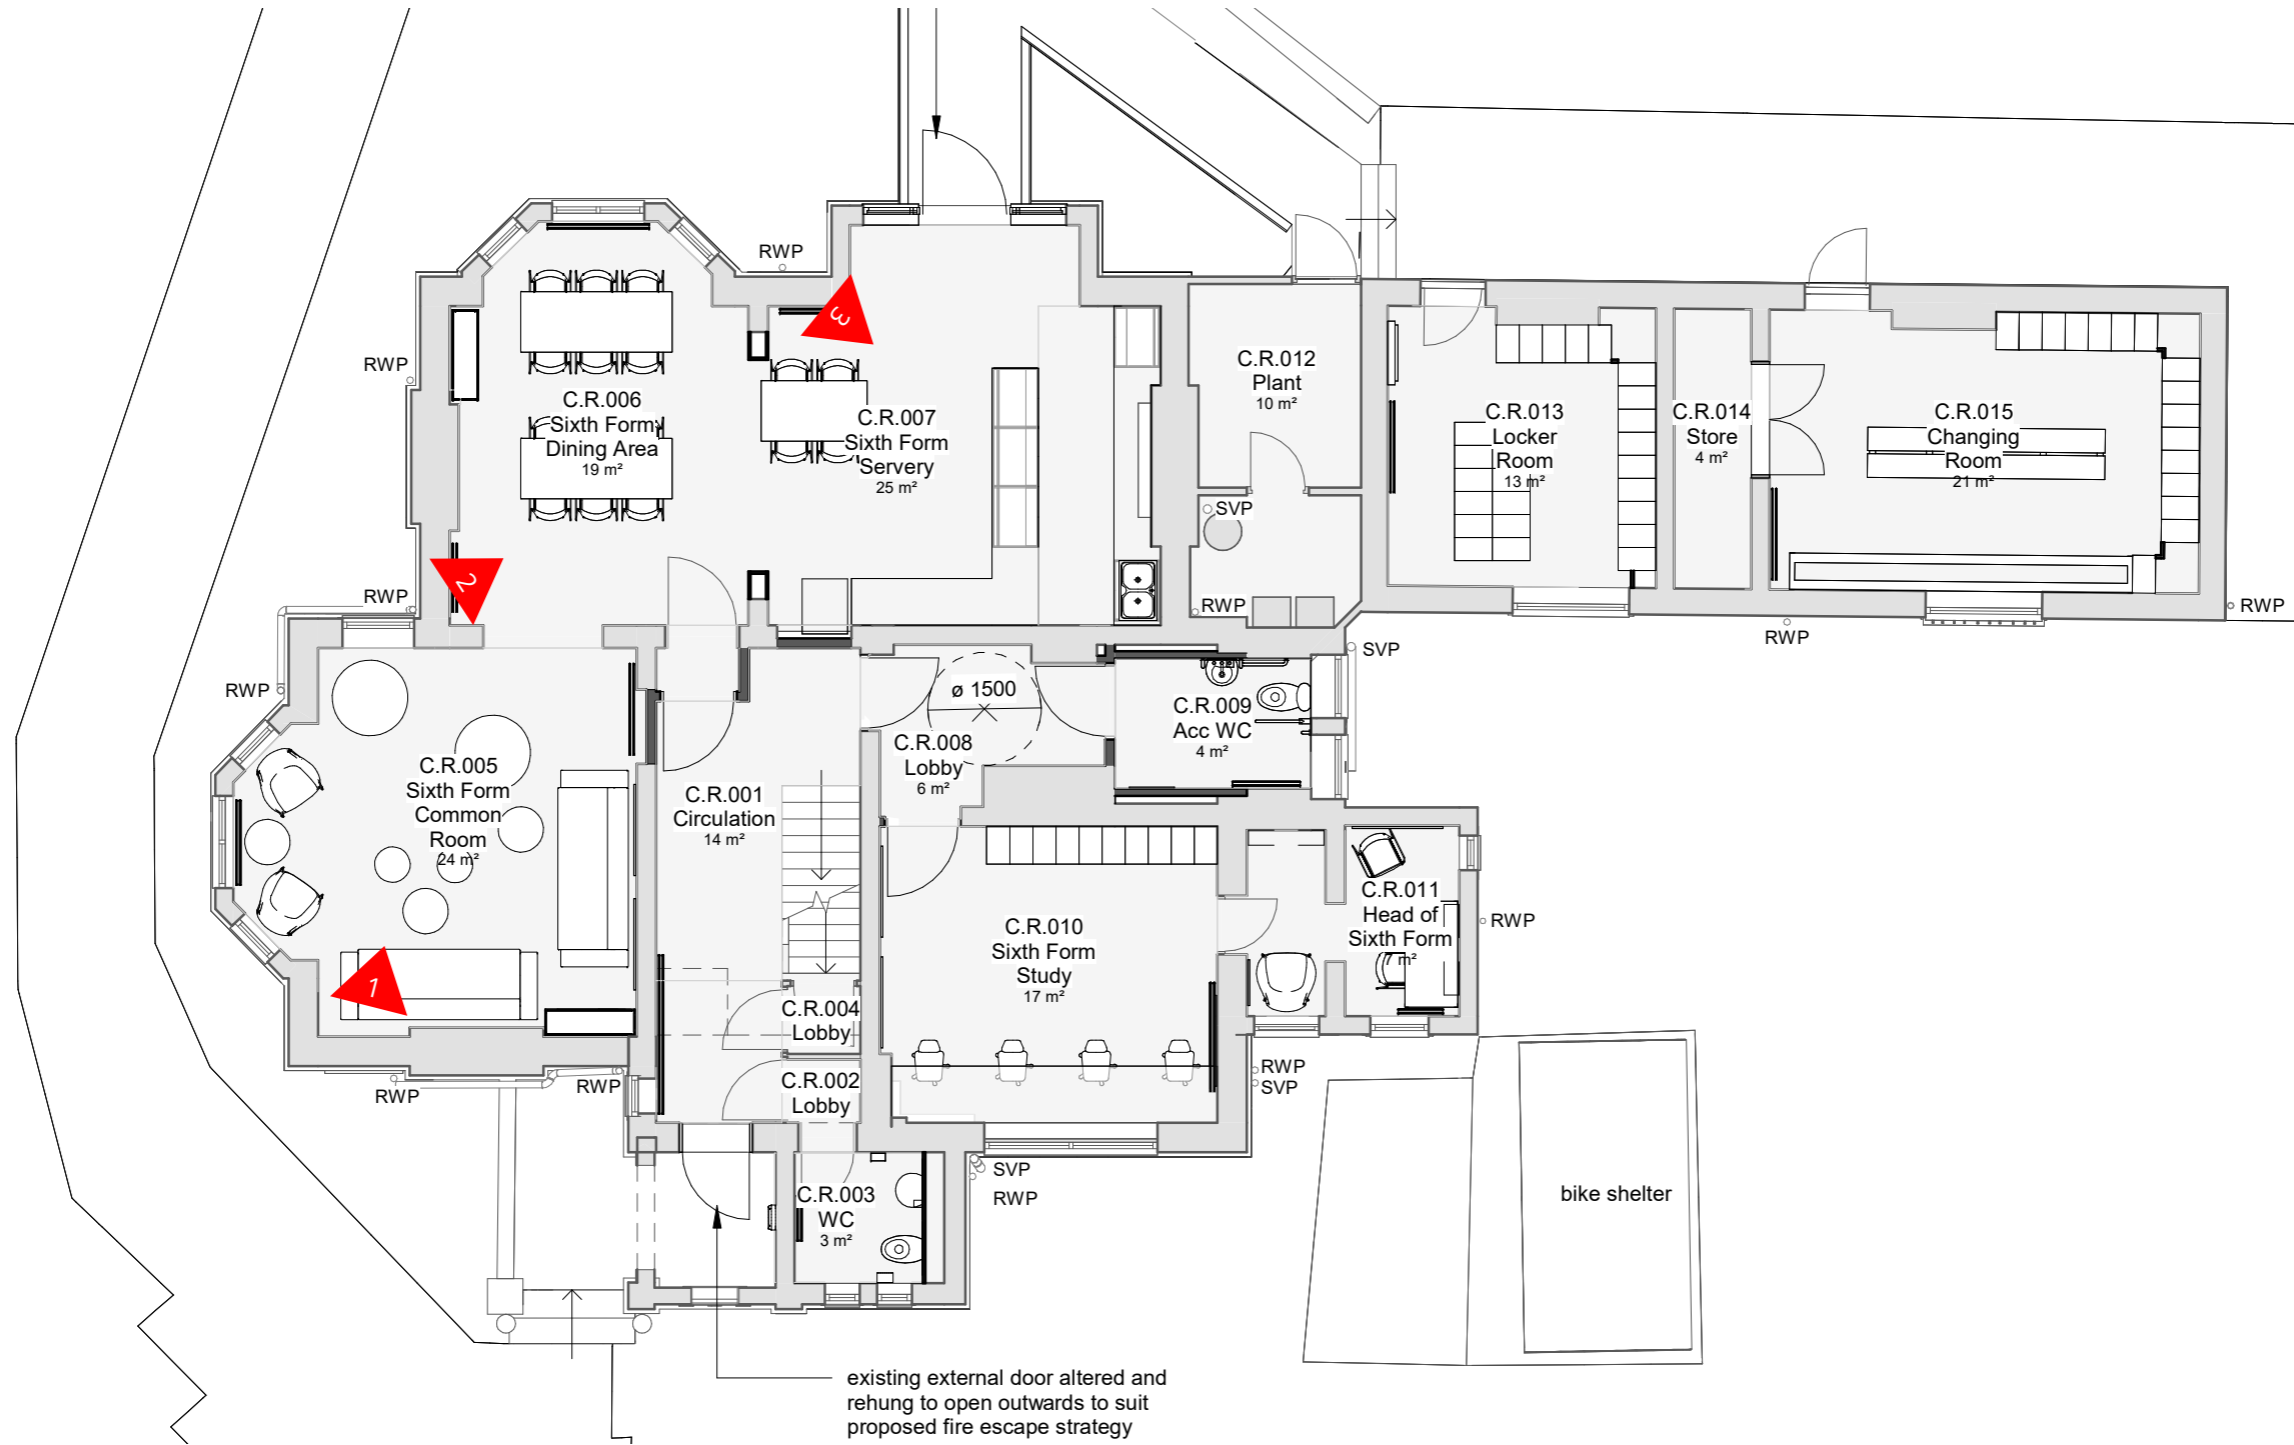 RWP
3
RWP
C.R.006
Sixth Form
Dining Area
19 m²
C.R.007
Sixth Form
Servery
25 m²
C.R.012
Plant
10 m²
C.R.013
Locker
Room
13 m²
C.R.014
Store
4 m²
C.R.015
Changing
Room
21 m²
SVP
2
RWP
RWP
RWP
RWP
SVP
RWP
ø 1500
C.R.009
Acc WC
4 m²
C.R.008
Lobby
6 m²
C.R.005
Sixth Form
Common
Room
24 m²
C.R.001
Circulation
14 m²
C.R.010
Sixth Form
Study
17 m²
C.R.011
Head of
Sixth Form
7 m²
RWP
1
C.R.004
Lobby
C.R.002
Lobby
RWP
RWP
RWP
SVP
SVP
RWP
C.R.003
WC
3 m²
bike shelter
existing external door altered and
rehung to open outwards to suit
proposed fire escape strategy